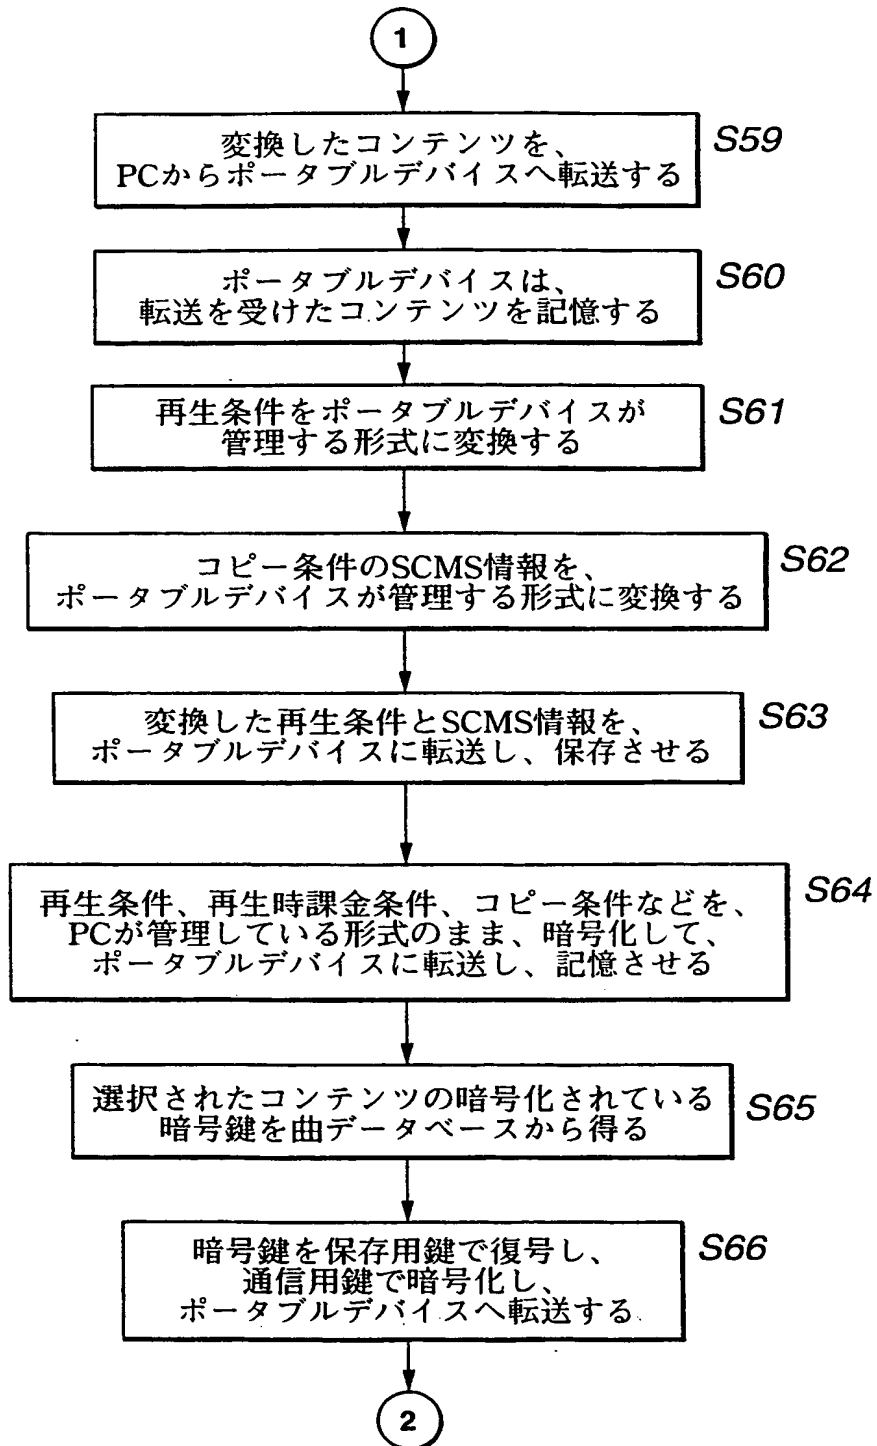 1
変換したコンテンツを、
PCからポータブルデバイスへ転送する
S59
ポータブルデバイスは、
転送を受けたコンテンツを記憶する
S60
再生条件をポータブルデバイスが
管理する形式に変換する
S61
コピー条件のSCMS情報を、
ポータブルデバイスが管理する形式に変換する
S62
変換した再生条件とSCMS情報を、
ポータブルデバイスに転送し、保存させる
S63
再生条件、再生時課金条件、コピー条件などを、
PCが管理している形式のまま、暗号化して、
ポータブルデバイスに転送し、記憶させる
S64
選択されたコンテンツの暗号化されている
暗号鍵を曲データベースから得る
S65
暗号鍵を保存用鍵で復号し、
通信用鍵で暗号化し、
ポータブルデバイスへ転送する
S66
2